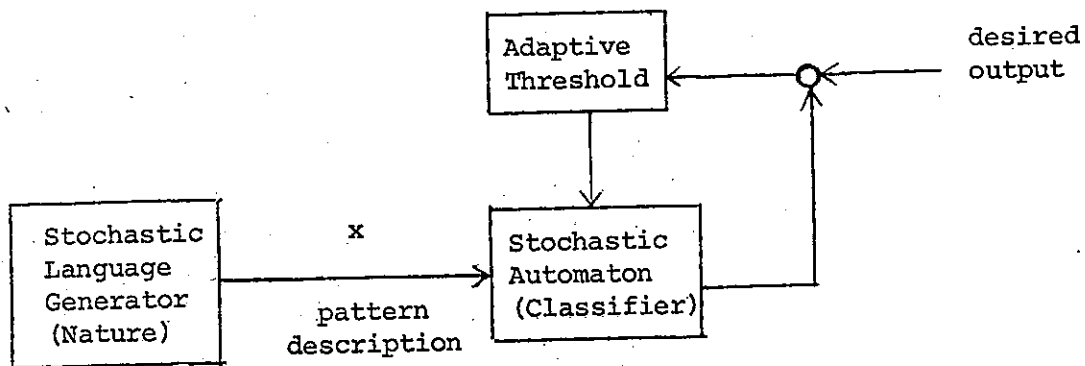 Adaptive
Threshold
desired
output
Stochastic
Language
Generator
(Nature)
x
pattern
description
Stochastic
Automaton
(Classifier)